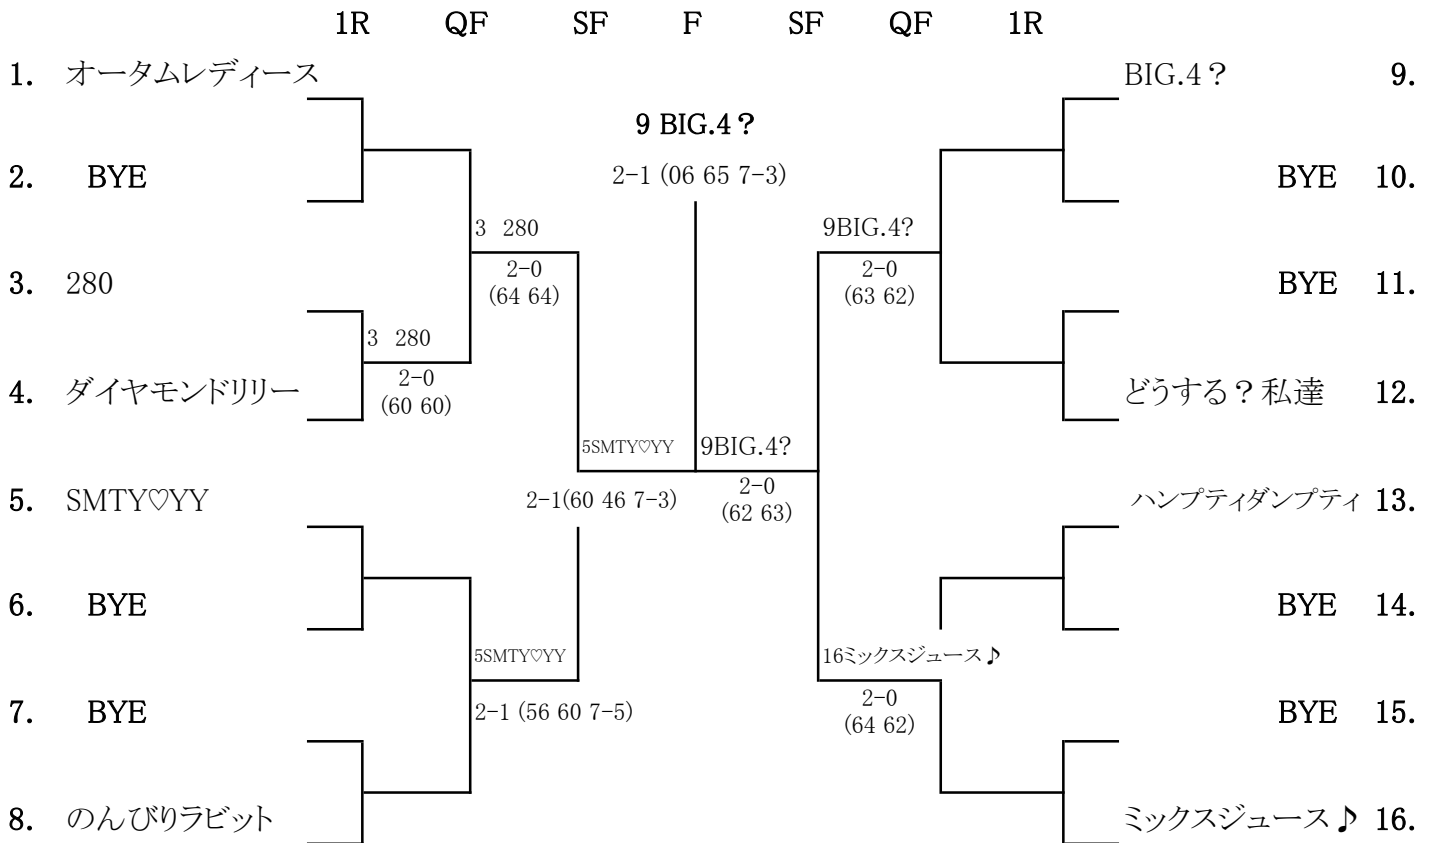 1R QF SF F SF QF 1R
1. オータムレディース
BIG.4？ 9.
9 BIG.4？
2-1 (06 65 7-3)
2. BYE
BYE 10.
3 280
2-0
(64 64)
9BIG.4?
2-0
(63 62)
3. 280
BYE 11.
3 280
2-0
(60 60)
4. ダイヤモンドリリー
どうする？私達 12.
5SMTY♡YY
2-1(60 46 7-3)
9BIG.4?
2-0
(62 63)
5. SMTY♡YY
ハンプティダンプティ 13.
6. BYE
BYE 14.
5SMTY♡YY
2-1 (56 60 7-5)
16ミックスジュース♪
2-0
(64 62)
7. BYE
BYE 15.
8. のんびりラビット
ミックスジュース♪ 16.